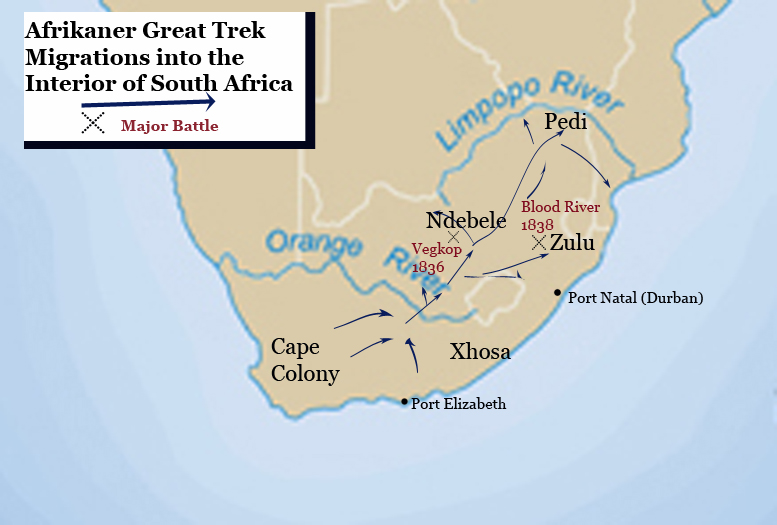 Afrikaner Great Trek
Migrations into the
Interior of South Africa
Major Battle
Limpopo River
Pedi
Blood River
1838
Ndebele
Zulu
Orange River
Vegkop
1836
Port Natal (Durban)
Cape
Colony
Xhosa
Port Elizabeth